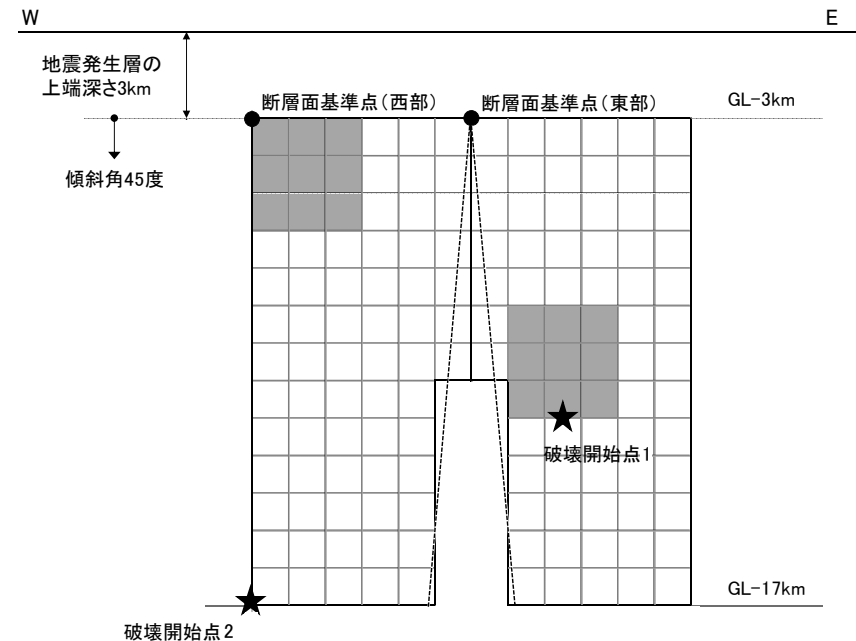 W
E
地震発生層の
上端深さ3km
断層面基準点(西部)
断層面基準点(東部)
GL-3km
傾斜角45度
破壊開始点1
GL-17km
破壊開始点2